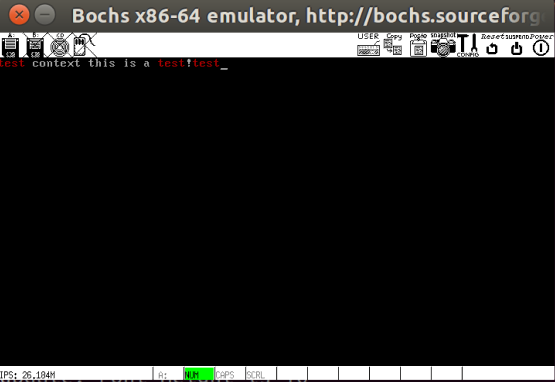 Bochs x86-64 emulator, http://bochs.sourceforg
A: B: CD USER Copy Poste snapshot Reset SUSPEND Power
CONFIG
test context this is a test!test_
IPS: 26,184M A: NUM CAPS SCRL